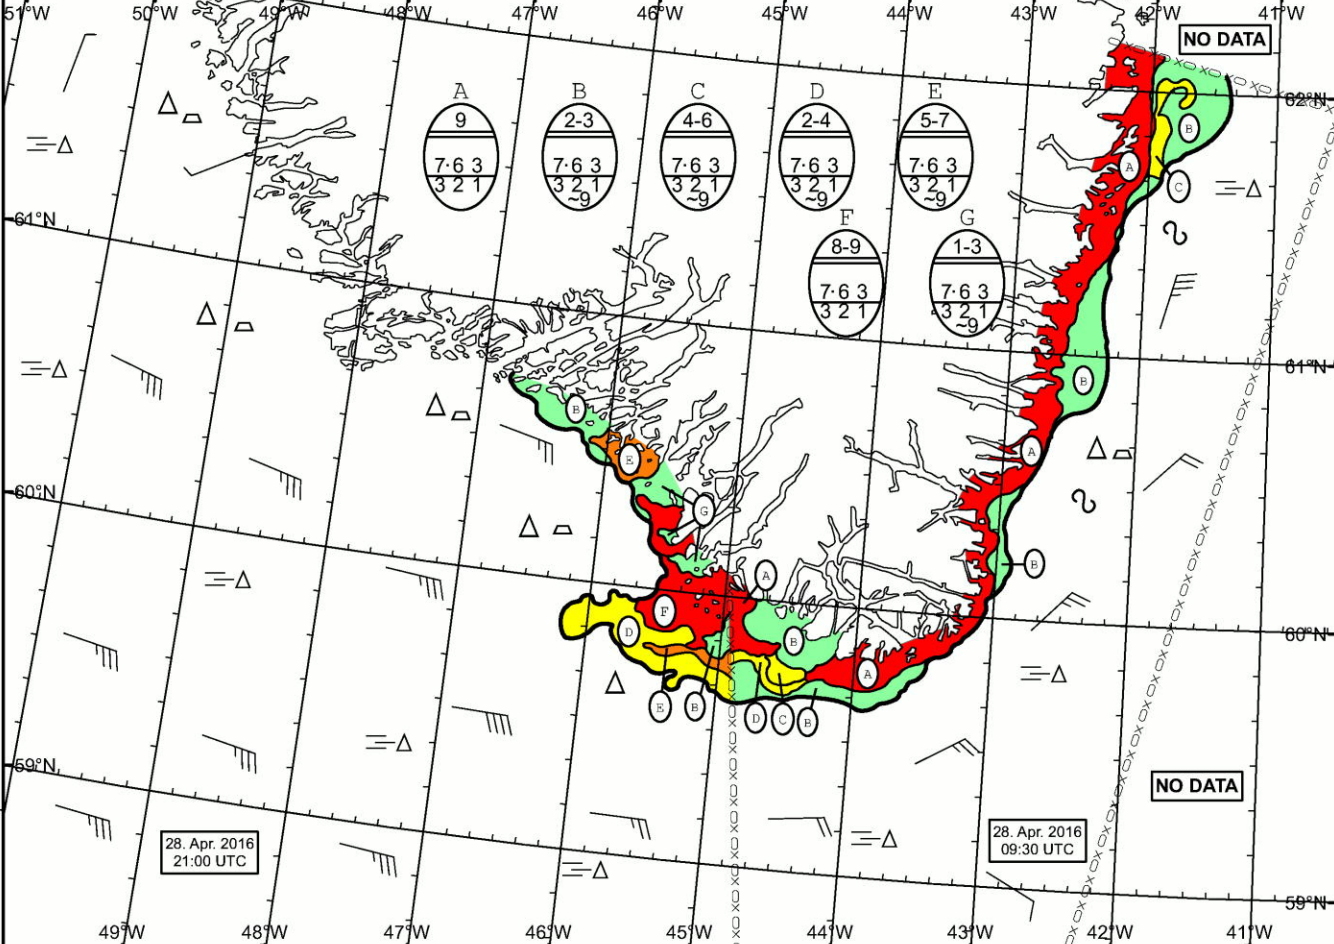 51°W 50°W 49°W 48°W 47°W 46°W 45°W 44°W 43°W 42°W 41°W
NO DATA
62°N
A B C D E
9 2-3 4-6 2-4 5-7
7·6 3 7·6 3 7·6 3 7·6 3 7·6 3
3 2 1 3 2 1 3 2 1 3 2 1 3 2 1
~9 ~9 ~9 ~9
B
A
C
61°N
F G
8-9 1-3
7·6 3 7·6 3
3 2 1 3 2 1
~9
61°N
B
B
A
E
60°N
G
B
A
F
D
B
60°N
A
E B D C B
59°N
NO DATA
28. Apr. 2016
21:00 UTC
28. Apr. 2016
09:30 UTC
59°N
49°W 48°W 47°W 46°W 45°W 44°W 43°W 42°W 41°W